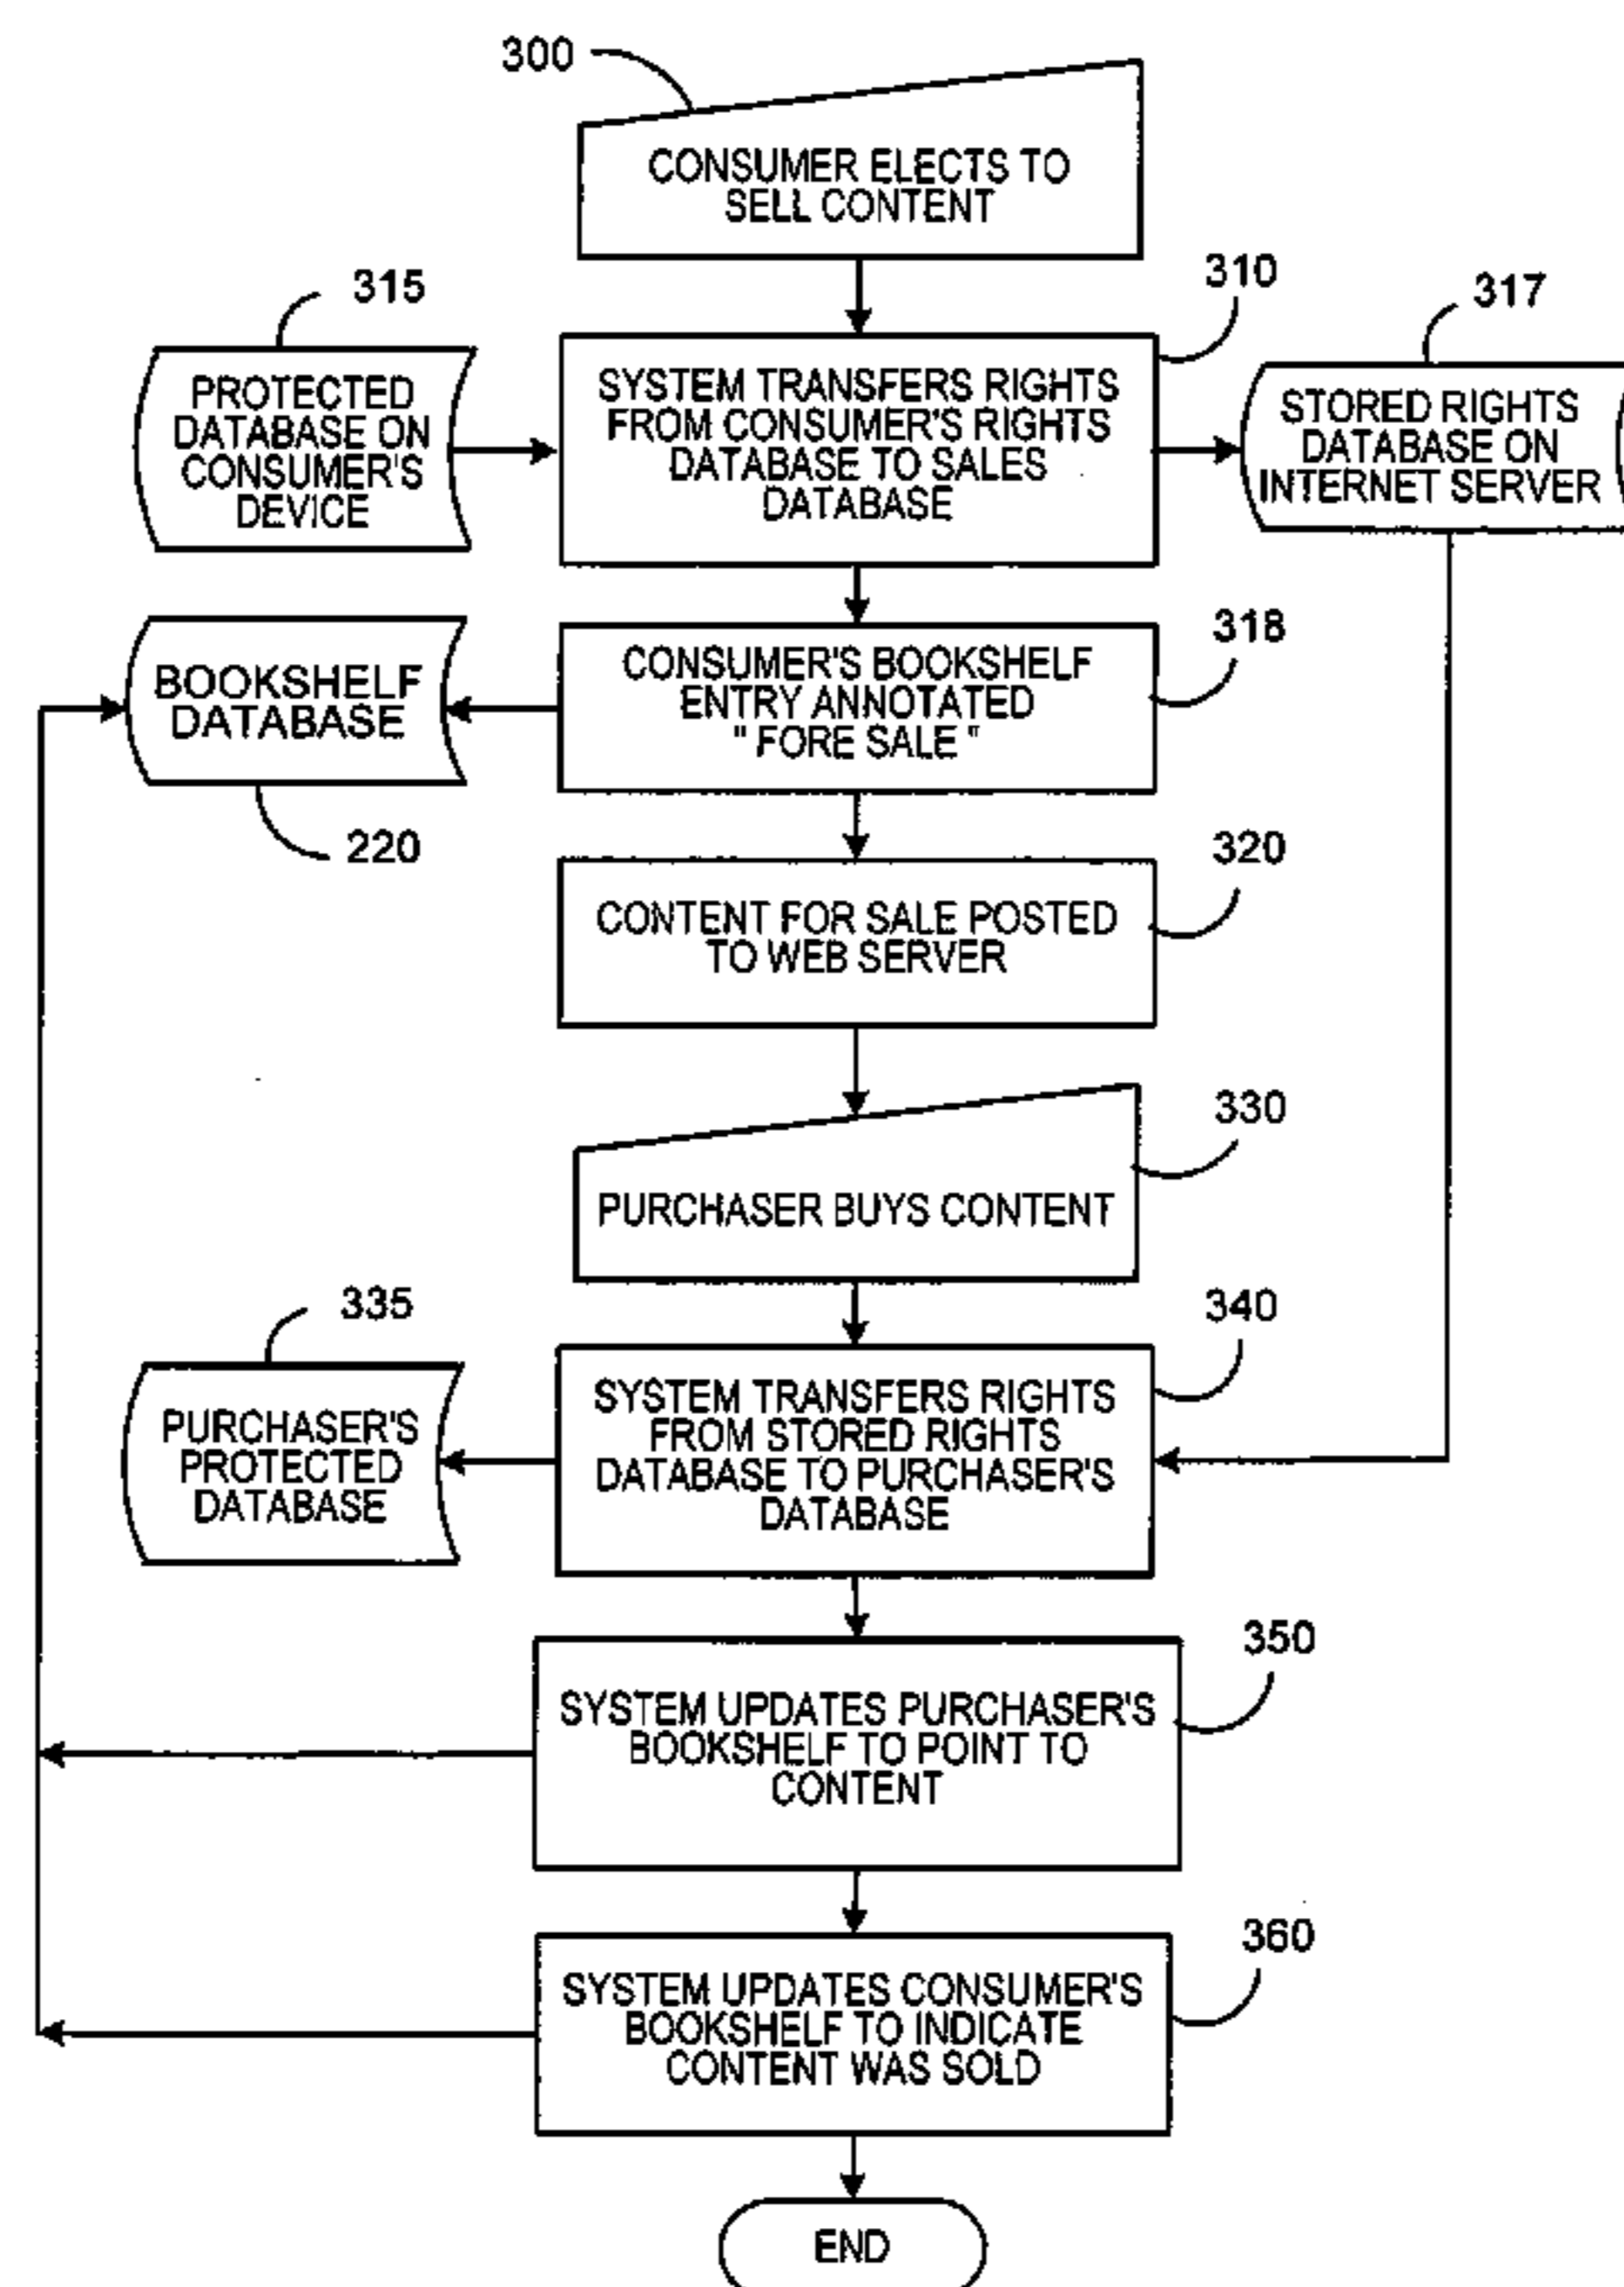 300
CONSUMER ELECTS TO
SELL CONTENT
315
310
317
PROTECTED
DATABASE ON
CONSUMER'S
DEVICE
SYSTEM TRANSFERS RIGHTS
FROM CONSUMER'S RIGHTS
DATABASE TO SALES
DATABASE
STORED RIGHTS
DATABASE ON
INTERNET SERVER
318
BOOKSHELF
DATABASE
220
CONSUMER'S BOOKSHELF
ENTRY ANNOTATED
" FORE SALE "
320
CONTENT FOR SALE POSTED
TO WEB SERVER
330
PURCHASER BUYS CONTENT
335
340
PURCHASER'S
PROTECTED
DATABASE
SYSTEM TRANSFERS RIGHTS
FROM STORED RIGHTS
DATABASE TO PURCHASER'S
DATABASE
350
SYSTEM UPDATES PURCHASER'S
BOOKSHELF TO POINT TO
CONTENT
360
SYSTEM UPDATES CONSUMER'S
BOOKSHELF TO INDICATE
CONTENT WAS SOLD
END